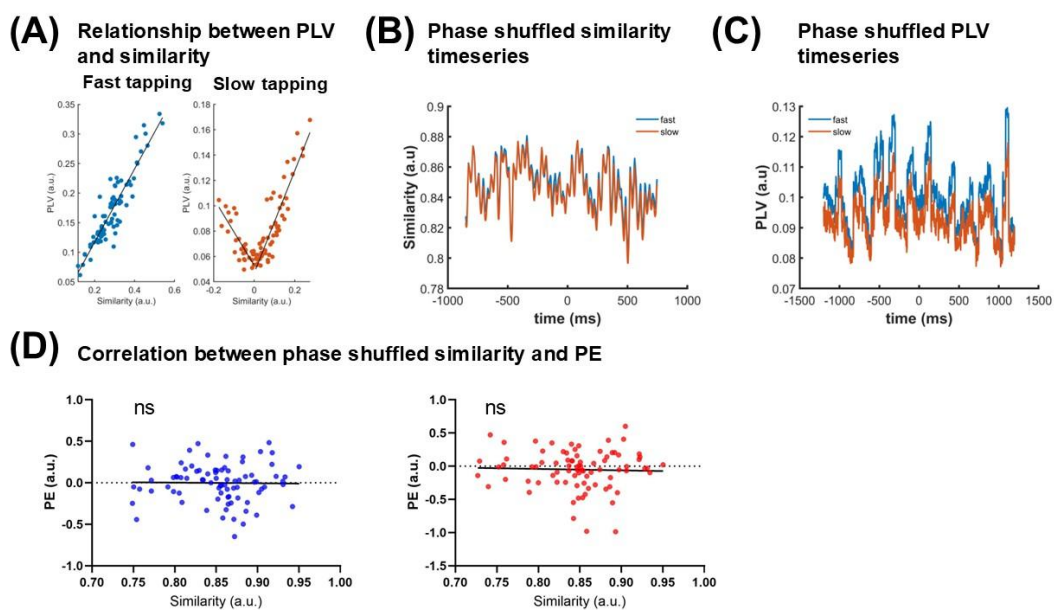 (A) Relationship between PLV
and similarity
Fast tapping
Slow tapping
0.35
0.3
0.25
0.2
0.15
0.1
0.05
PLV (a.u.)
0.2 0.4 0.6
Similarity (a.u.)
0.18
0.16
0.14
0.12
0.1
0.08
0.06
0.04
PLV (a.u.)
-0.2 0 0.2
Similarity (a.u.)
(B) Phase shuffled similarity
timeseries
0.9
0.88
0.86
0.84
0.82
0.8
0.78
Similarity (a.u)
fast
slow
-1000 -500 0 500 1000
time (ms)
(C) Phase shuffled PLV
timeseries
0.13
0.11
0.09
0.07
PLV (a.u)
fast
slow
-1500 -1000 -500 0 500 1000 1500
time (ms)
(D) Correlation between phase shuffled similarity and PE
ns
1.0
0.5
0.0
-0.5
-1.0
PE (a.u.)
0.70 0.75 0.80 0.85 0.90 0.95 1.00
Similarity (a.u.)
ns
1.0
0.5
0.0
-0.5
-1.0
-1.5
PE (a.u.)
0.70 0.75 0.80 0.85 0.90 0.95 1.00
Similarity (a.u.)